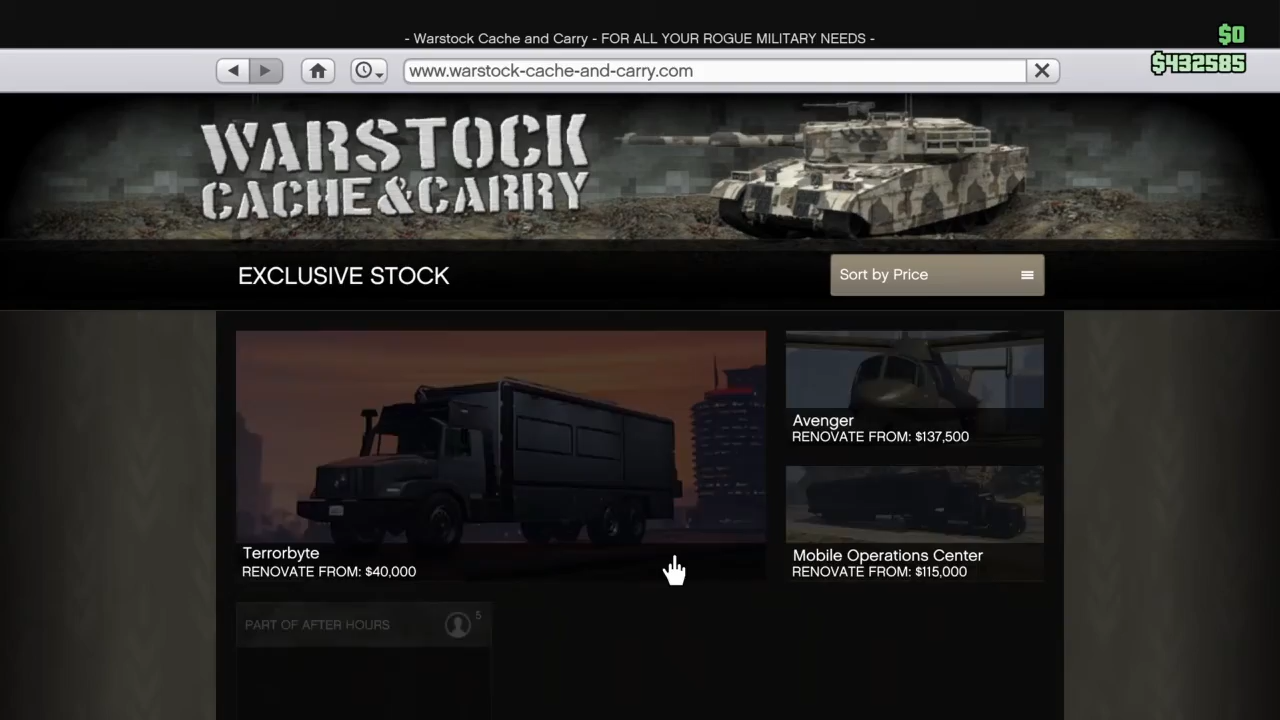 - Warstock Cache and Carry - FOR ALL YOUR ROGUE MILITARY NEEDS -
$0
$432585
www.warstock-cache-and-carry.com
WARSTOCK
CACHE&CARRY
EXCLUSIVE STOCK
Sort by Price
Terrorbyte
RENOVATE FROM: $40,000
Avenger
RENOVATE FROM: $137,500
Mobile Operations Center
RENOVATE FROM: $115,000
PART OF AFTER HOURS
5